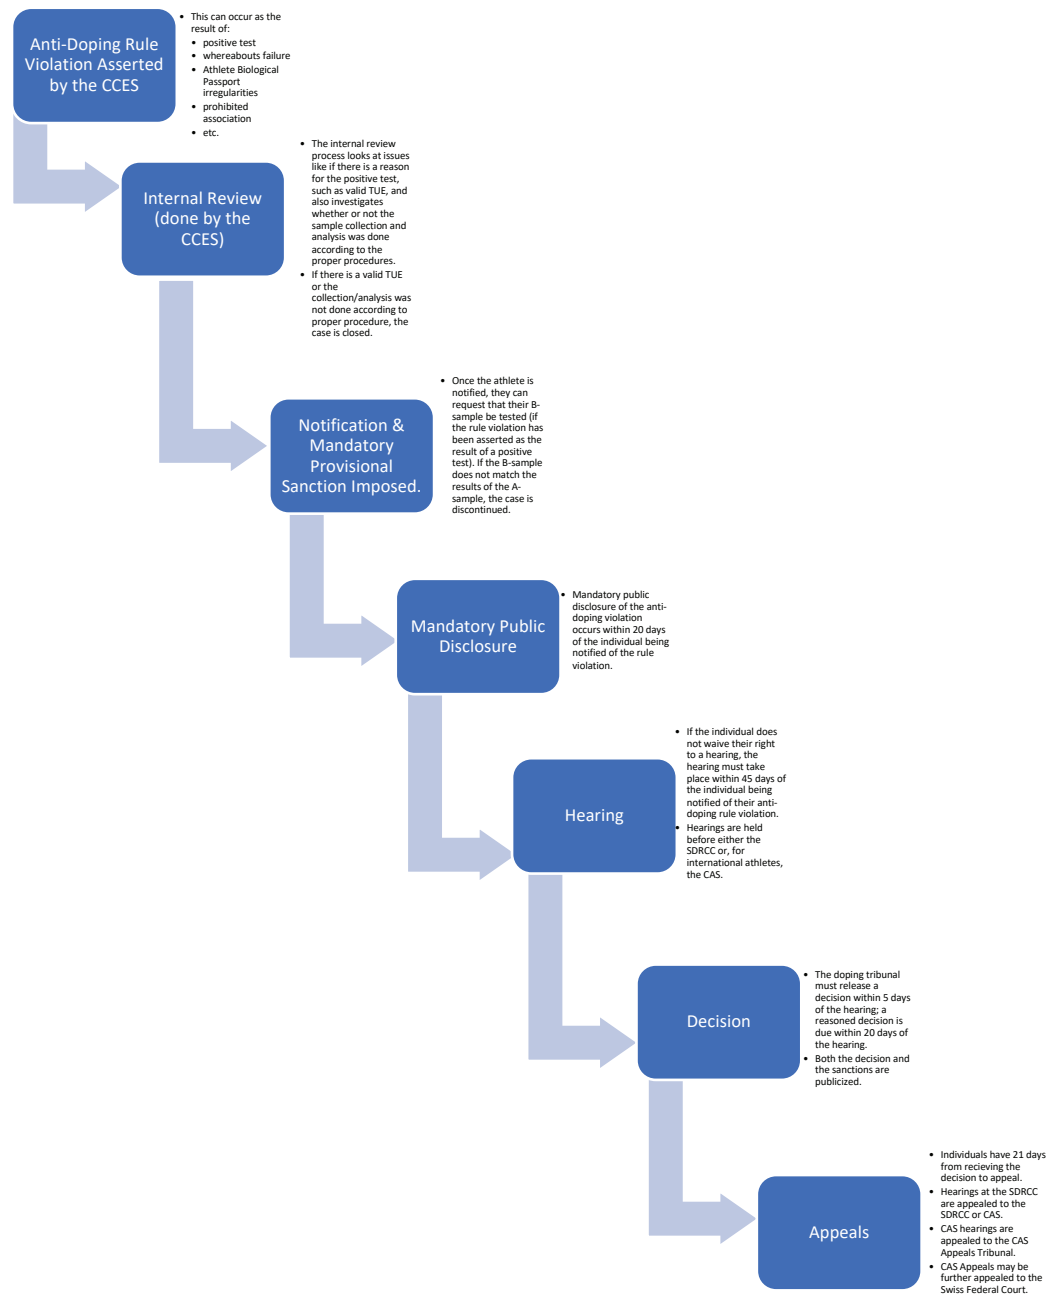 Anti-Doping Rule
Violation Asserted
by the CCES
• This can occur as the
result of:
• positive test
• whereabouts failure
• Athlete Biological
Passport
irregularities
• prohibited
association
• etc.
Internal Review
(done by the
CCES)
• The internal review
process looks at issues
like if there is a reason
for the positive test,
such as valid TUE, and
also investigates
whether or not the
sample collection and
analysis was done
according to the
proper procedures.
• If there is a valid TUE
or the
collection/analysis was
not done according to
proper procedure, the
case is closed.
Notification &
Mandatory
Provisional
Sanction Imposed.
• Once the athlete is
notified, they can
request that their B-
sample be tested (if
the rule violation has
been asserted as the
result of a positive
test). If the B-sample
does not match the
results of the A-
sample, the case is
discontinued.
Mandatory Public
Disclosure
• Mandatory public
disclosure of the anti-
doping violation
occurs within 20 days
of the individual being
notified of the rule
violation.
Hearing
• If the individual does
not waive their right
to a hearing, the
hearing must take
place within 45 days of
the individual being
notified of their anti-
doping rule violation.
• Hearings are held
before either the
SDRCC or, for
international athletes,
the CAS.
Decision
• The doping tribunal
must release a
decision within 5 days
of the hearing; a
reasoned decision is
due within 20 days of
the hearing.
• Both the decision and
the sanctions are
publicized.
Appeals
• Individuals have 21 days
from recieving the
decision to appeal.
• Hearings at the SDRCC
are appealed to the
SDRCC or CAS.
• CAS hearings are
appealed to the CAS
Appeals Tribunal.
• CAS Appeals may be
further appealed to the
Swiss Federal Court.